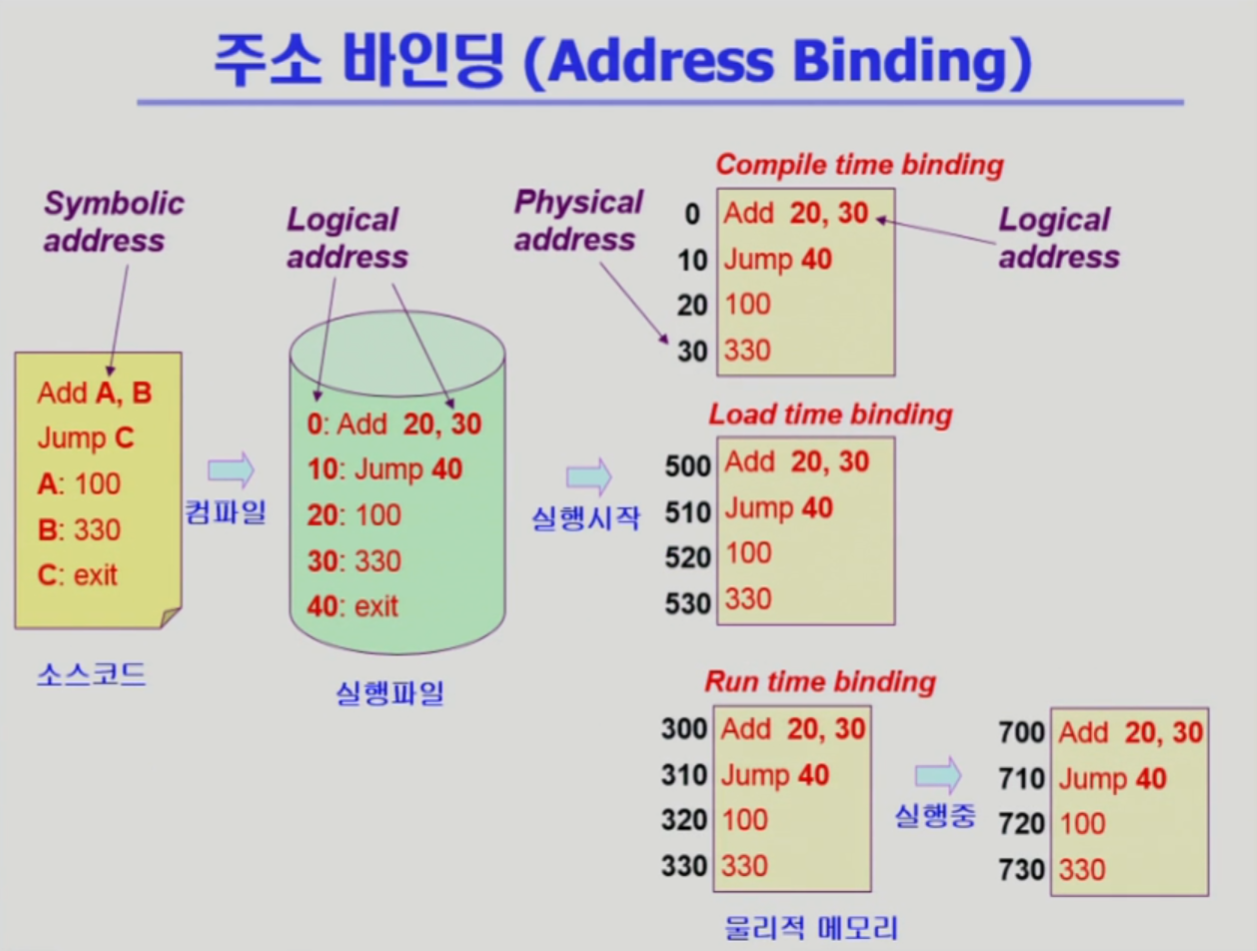 주소 바인딩 (Address Binding)
Symbolic
address
Add A, B
Jump C
A: 100
B: 330
C: exit
소스코드
컴파일
Logical
address
0: Add 20, 30
10: Jump 40
20: 100
30: 330
40: exit
실행파일
실행시작
Physical
address
Compile time binding
0 Add 20, 30
10 Jump 40
20 100
30 330
Logical
address
Load time binding
500 Add 20, 30
510 Jump 40
520 100
530 330
Run time binding
300 Add 20, 30
310 Jump 40
320 100
330 330
물리적 메모리
실행중
700 Add 20, 30
710 Jump 40
720 100
730 330